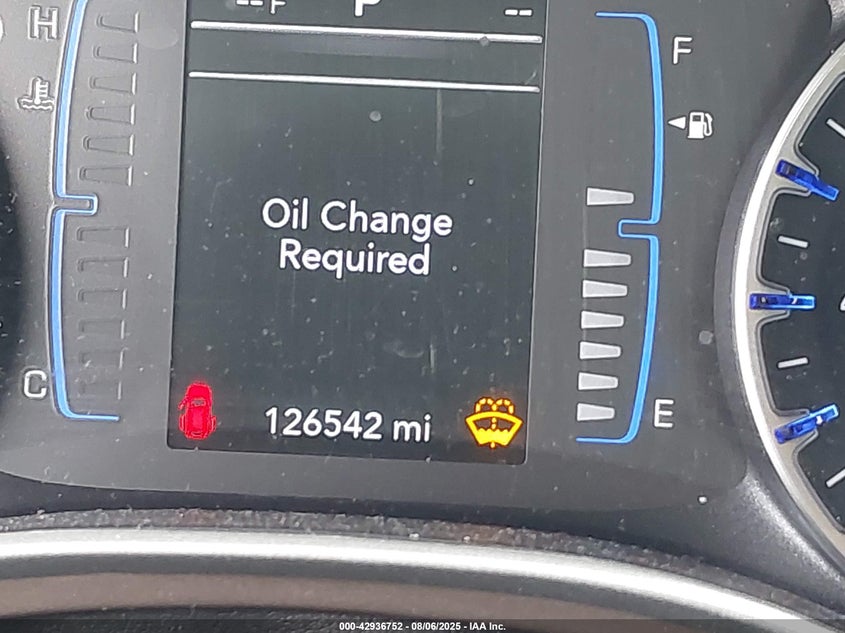 H
-- F P --
F
Oil Change
Required
C
126542 mi
E
000-42936752 - 08/06/2025 - IAA Inc.